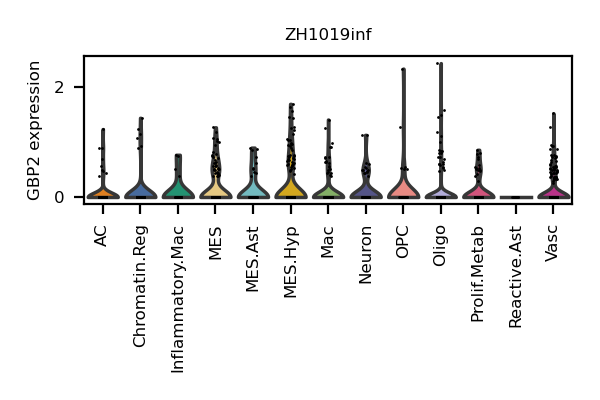 ZH1019inf
GBP2 expression
2
0
AC
Chromatin.Reg
Inflammatory.Mac
MES
MES.Ast
MES.Hyp
Mac
Neuron
OPC
Oligo
Prolif.Metab
Reactive.Ast
Vasc